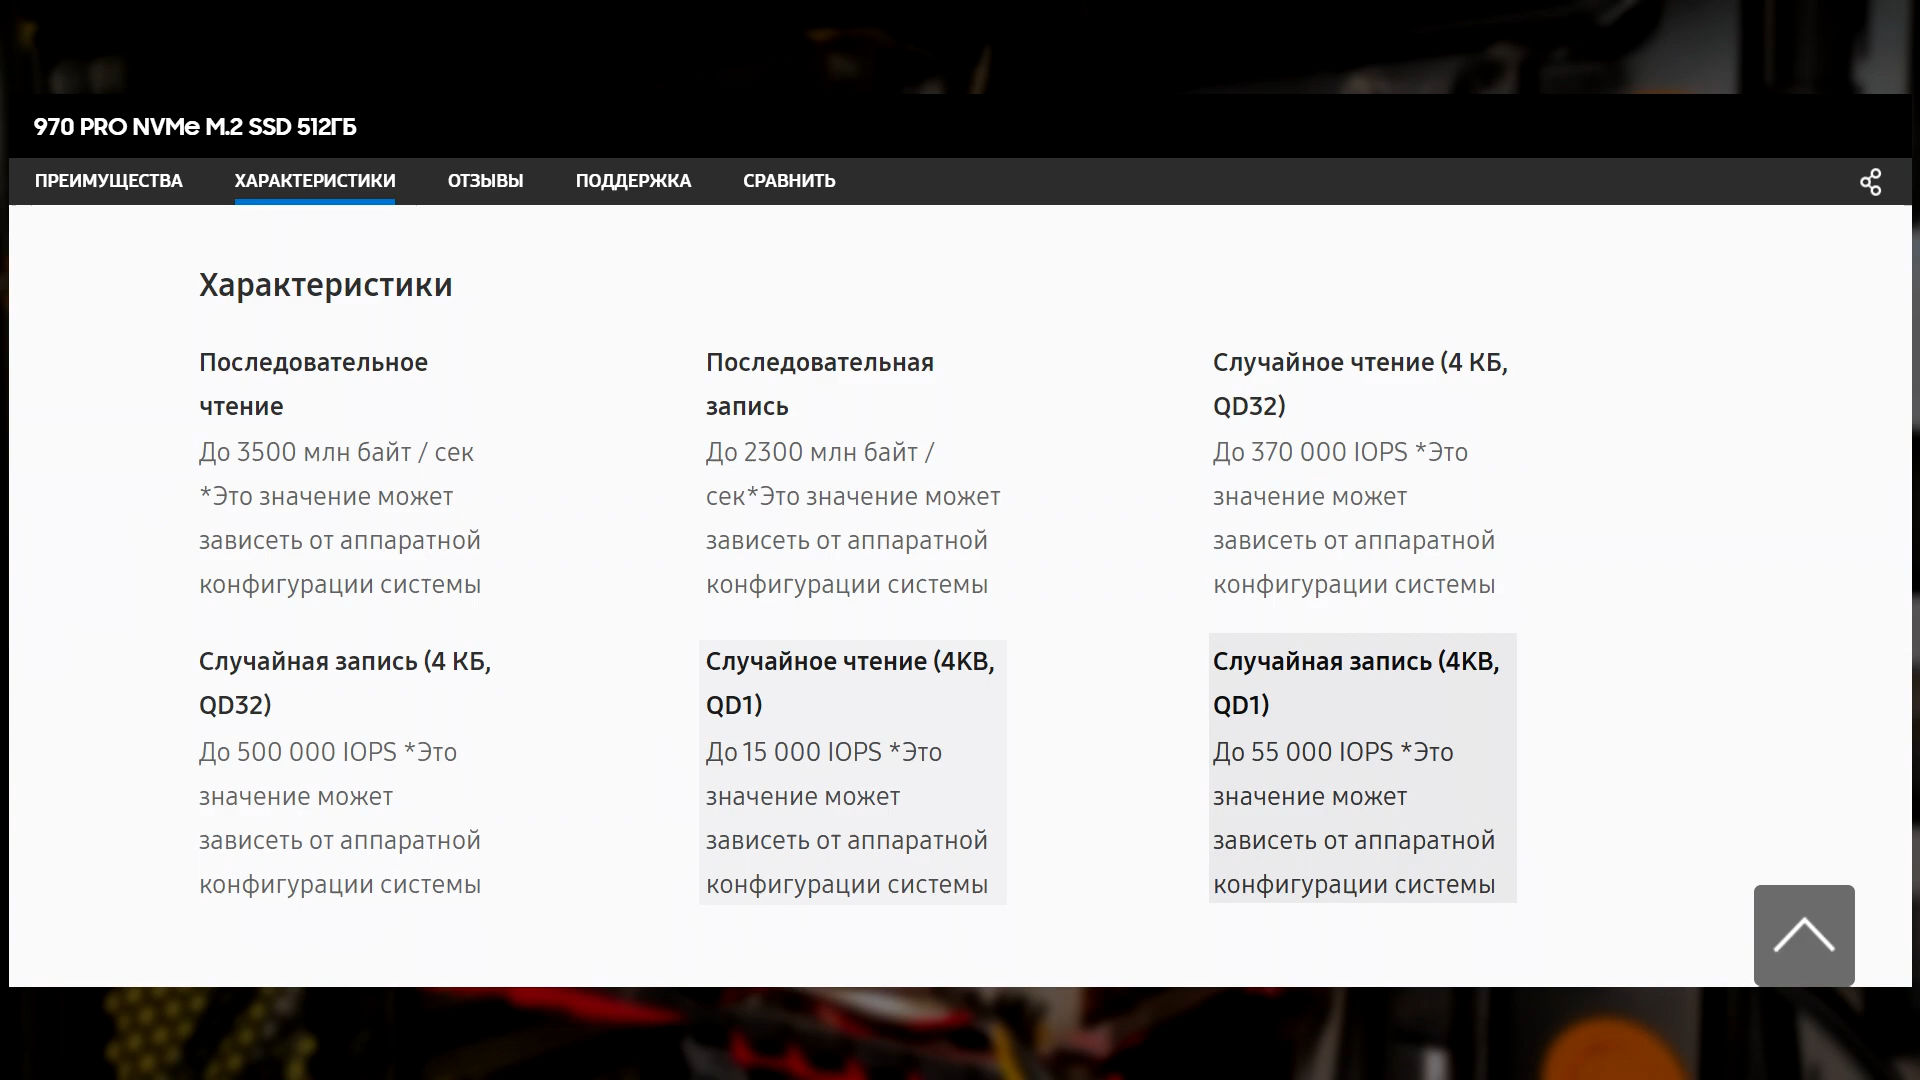 970 PRO NVMe M.2 SSD 512ГБ
ПРЕИМУЩЕСТВА ХАРАКТЕРИСТИКИ ОТЗЫВЫ ПОДДЕРЖКА СРАВНИТЬ
Характеристики
Последовательное
чтение
До 3500 млн байт / сек
*Это значение может
зависеть от аппаратной
конфигурации системы
Последовательная
запись
До 2300 млн байт /
сек*Это значение может
зависеть от аппаратной
конфигурации системы
Случайное чтение (4 КБ,
QD32)
До 370 000 IOPS *Это
значение может
зависеть от аппаратной
конфигурации системы
Случайная запись (4 КБ,
QD32)
До 500 000 IOPS *Это
значение может
зависеть от аппаратной
конфигурации системы
Случайное чтение (4KB,
QD1)
До 15 000 IOPS *Это
значение может
зависеть от аппаратной
конфигурации системы
Случайная запись (4KB,
QD1)
До 55 000 IOPS *Это
значение может
зависеть от аппаратной
конфигурации системы